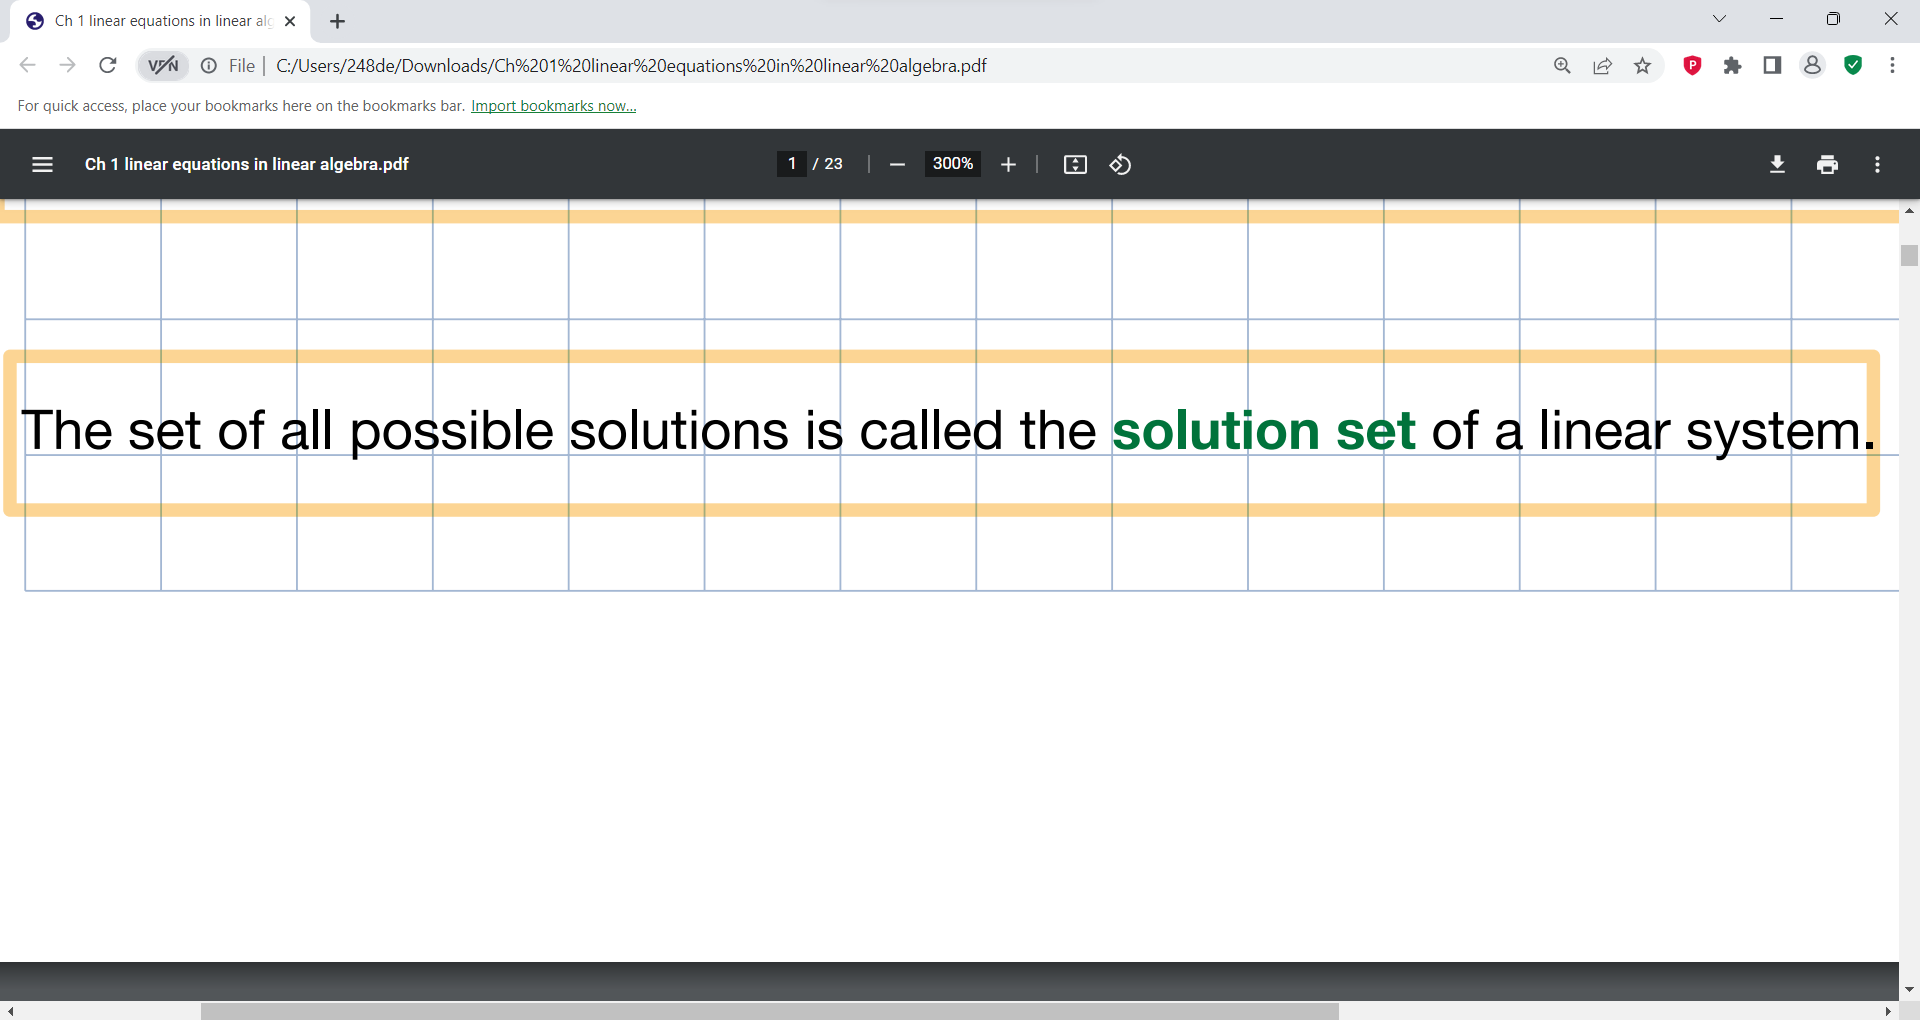 Ch 1 linear equations in linear alg
VPN File C:/Users/248de/Downloads/Ch%201%20linear%20equations%20in%20linear%20algebra.pdf
For quick access, place your bookmarks here on the bookmarks bar. Import bookmarks now...
Ch 1 linear equations in linear algebra.pdf 1 / 23 300%
The set of all possible solutions is called the solution set of a linear system.